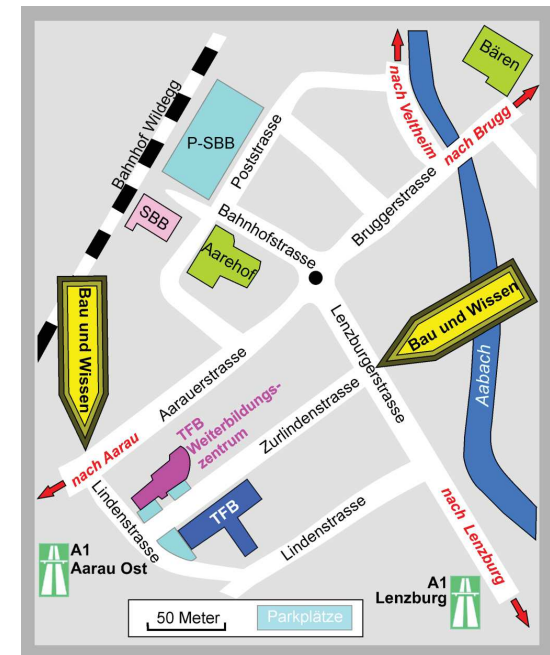 Bären
nach Veltheim
nach Brugg
Bahnhof Wildegg
P-SBB
Poststrasse
SBB
Bahnhofstrasse
Bruggerstrasse
Aarehof
Bau und Wissen
Bau und Wissen
Aabach
Aarauerstrasse
Lenzburgerstrasse
TFB
Weiterbildungs-
zentrum
Zurlindenstrasse
nach Aarau
Lindenstrasse
TFB
Lindenstrasse
nach Lenzburg
A1
Aarau Ost
A1
Lenzburg
50 Meter
Parkplätze